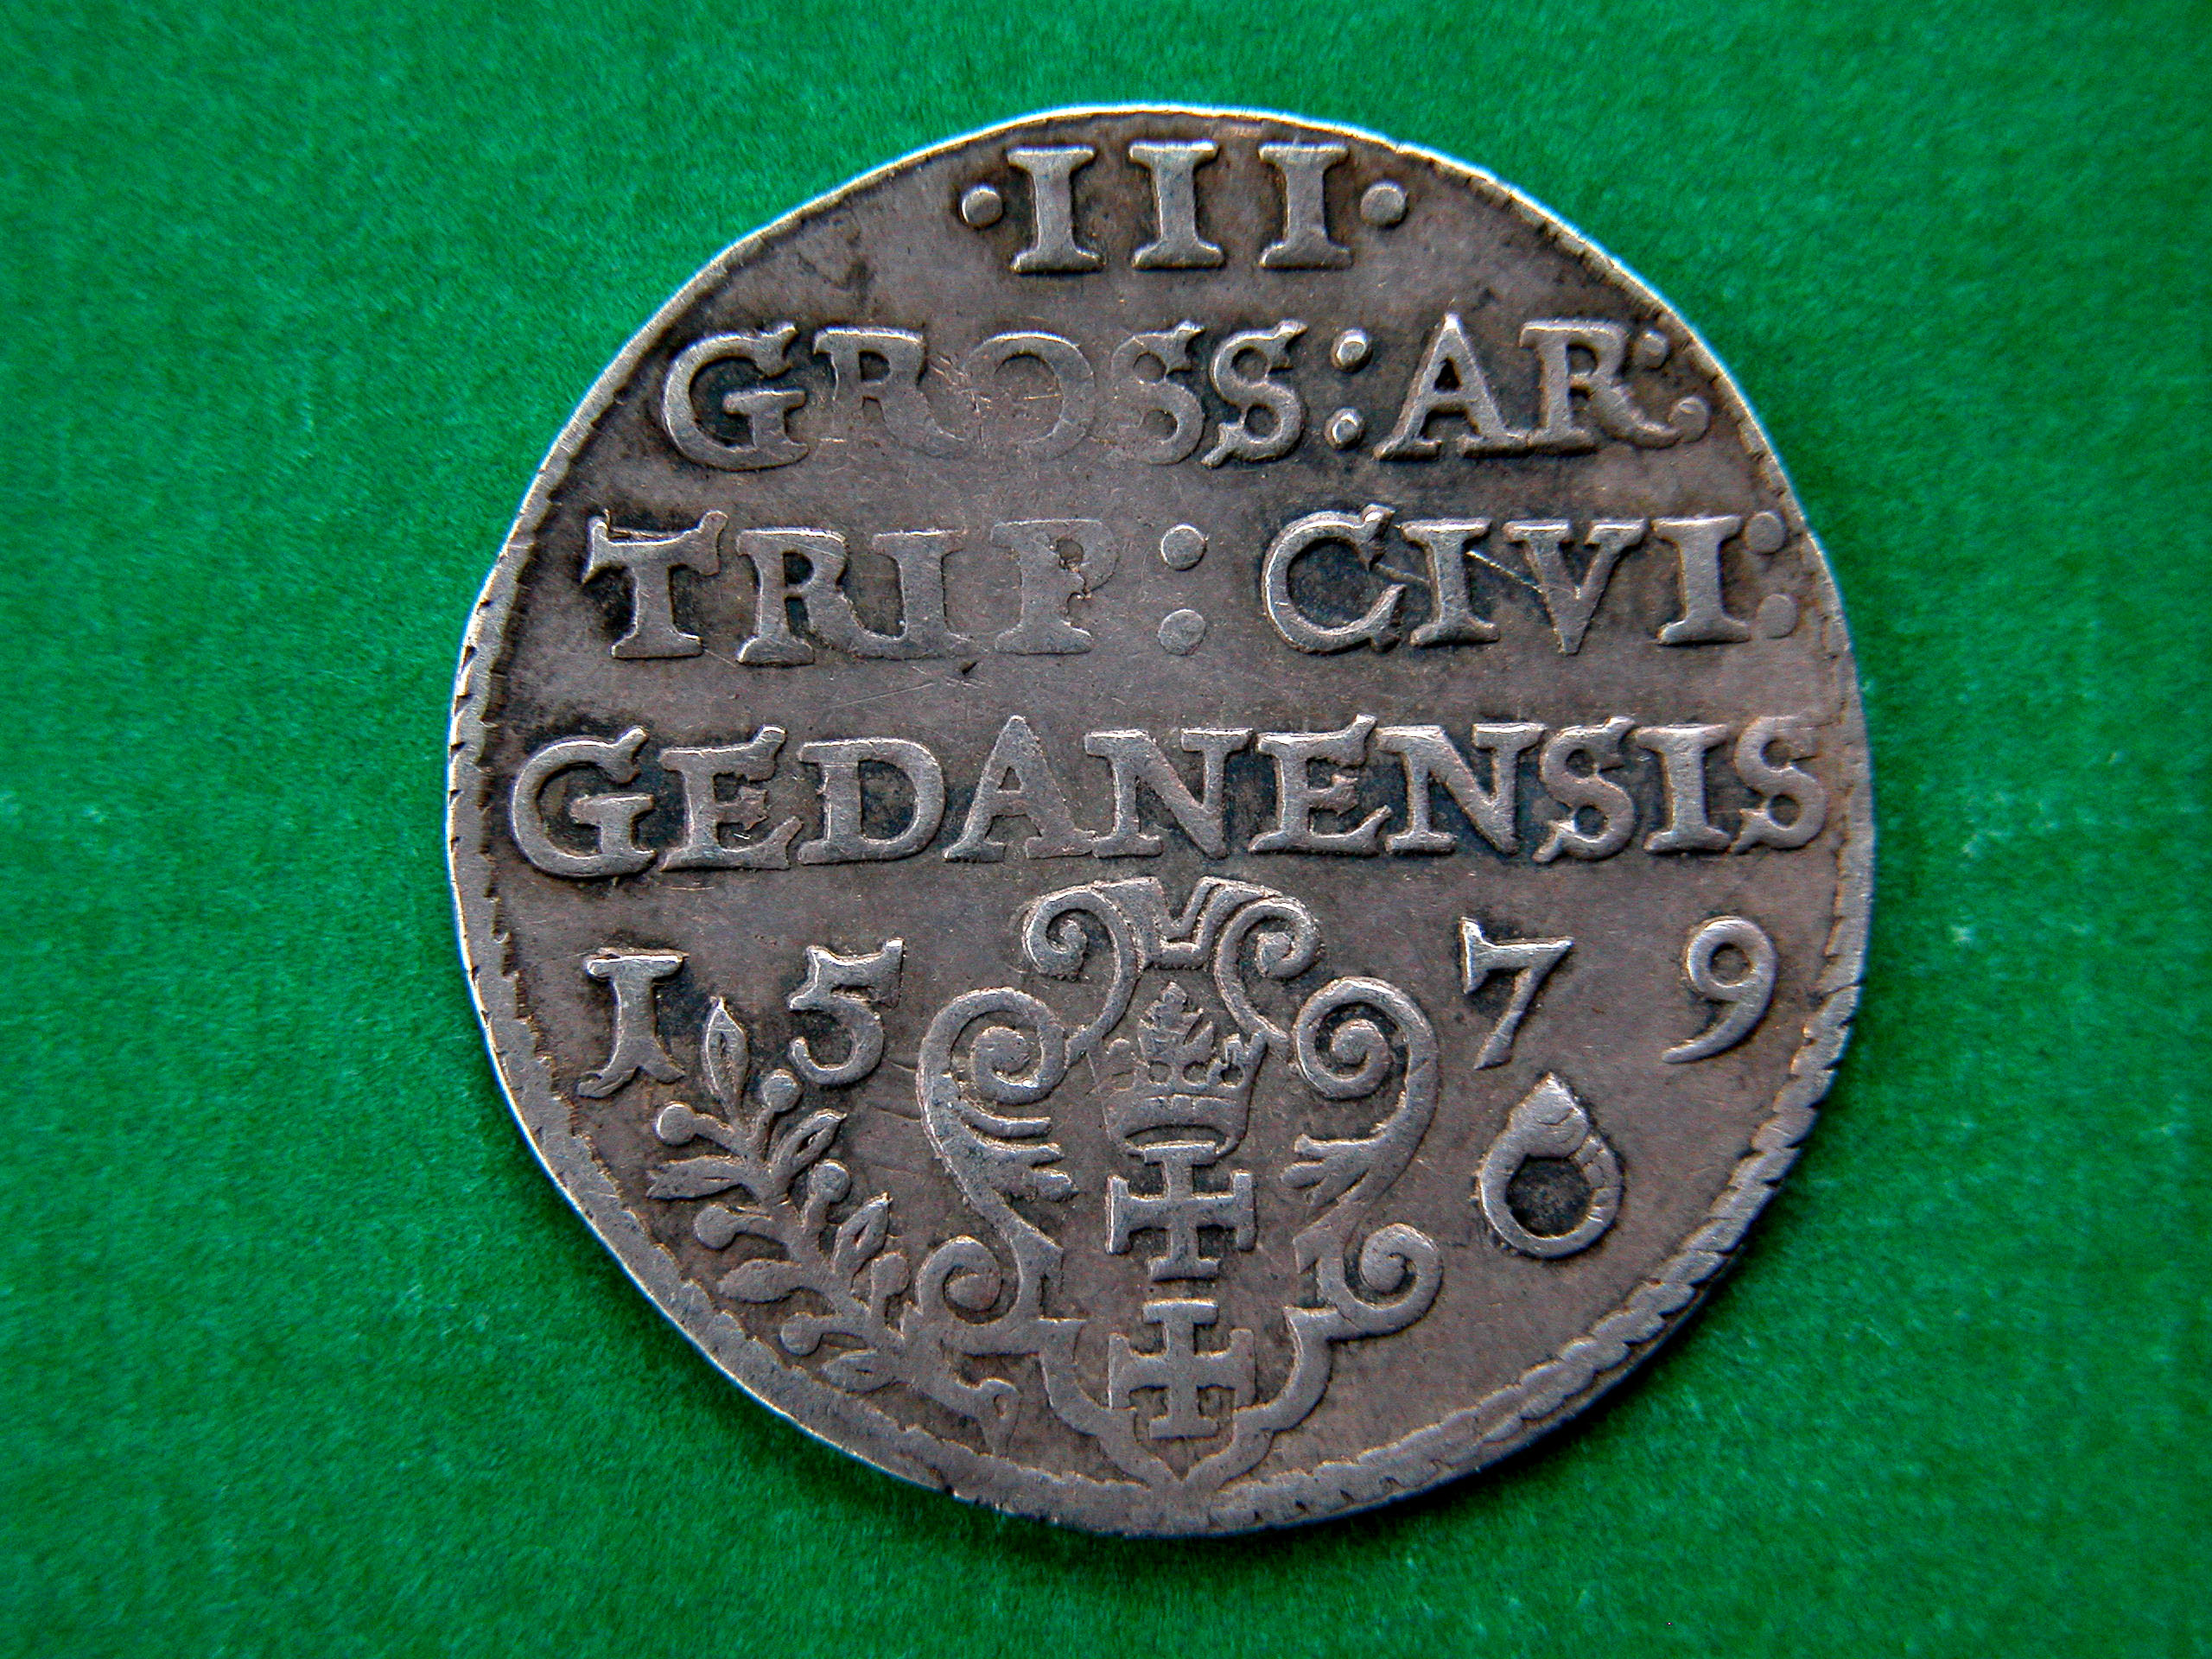 ·III·
GROSS:AR:
TRIP: CIVI:
GEDANENSIS
1579